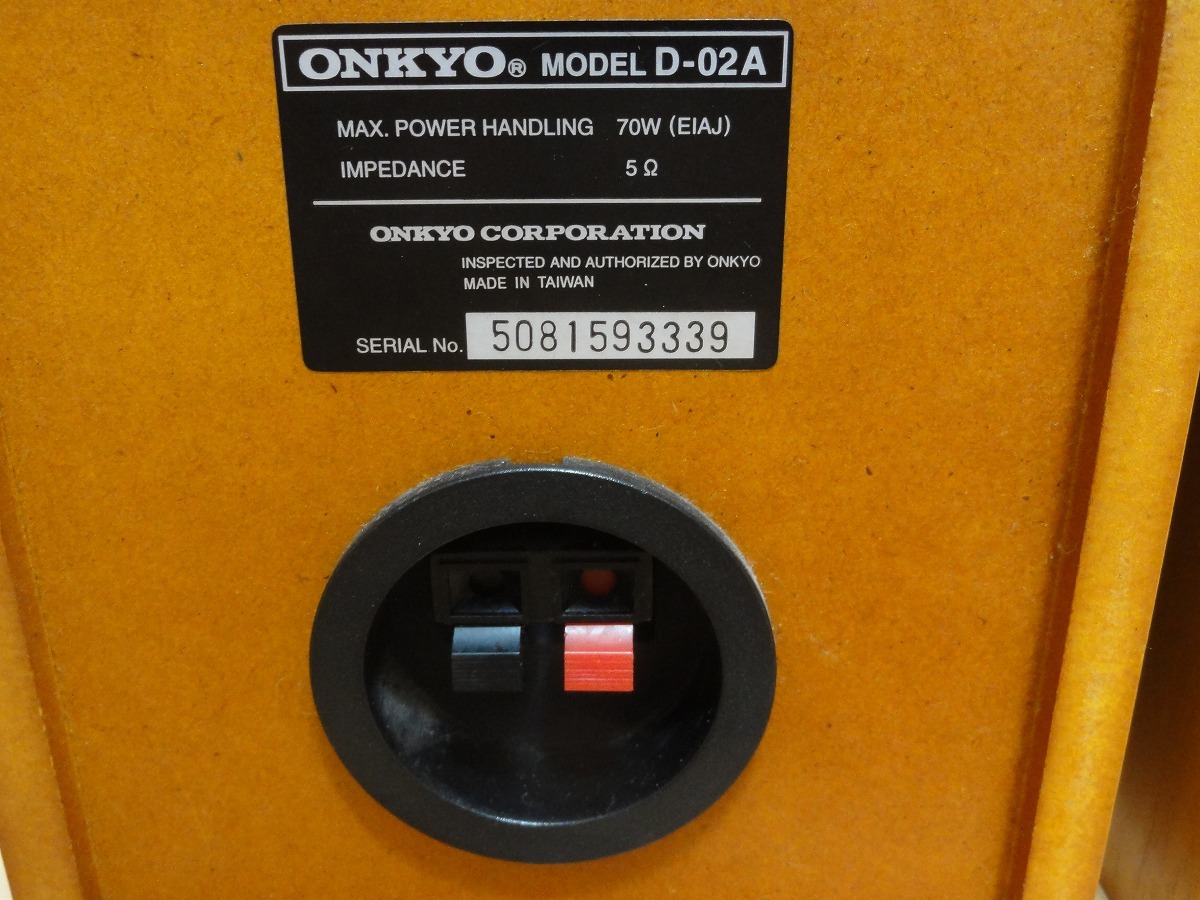 ONKYO® MODEL D-02A
MAX. POWER HANDLING 70W (EIAJ)
IMPEDANCE 5 Ω
ONKYO CORPORATION
INSPECTED AND AUTHORIZED BY ONKYO
MADE IN TAIWAN
SERIAL No. 5081593339